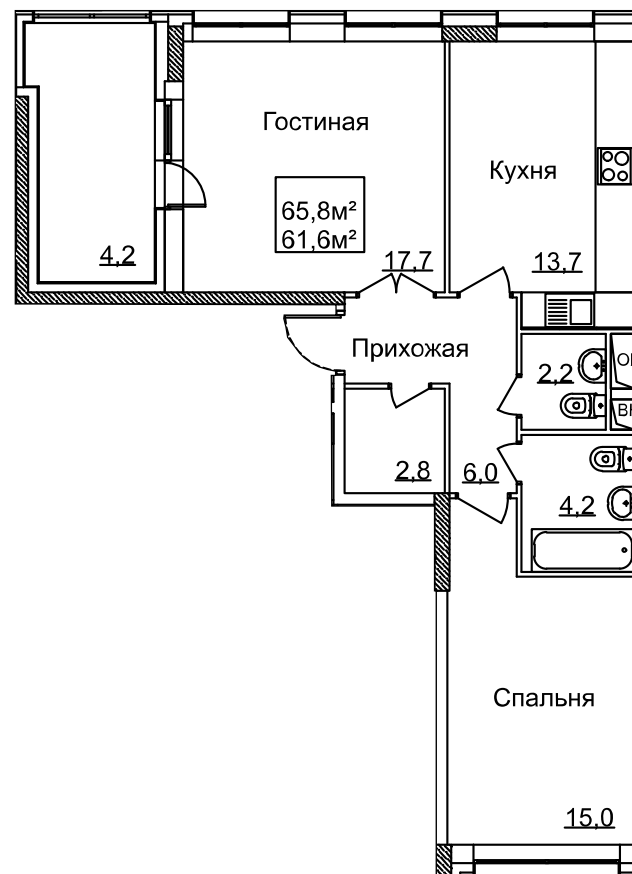 Гостиная
Кухня
65,8м²
61,6м²
4,2
17,7
13,7
Прихожая
2,2
2,8
6,0
4,2
Спальня
15,0